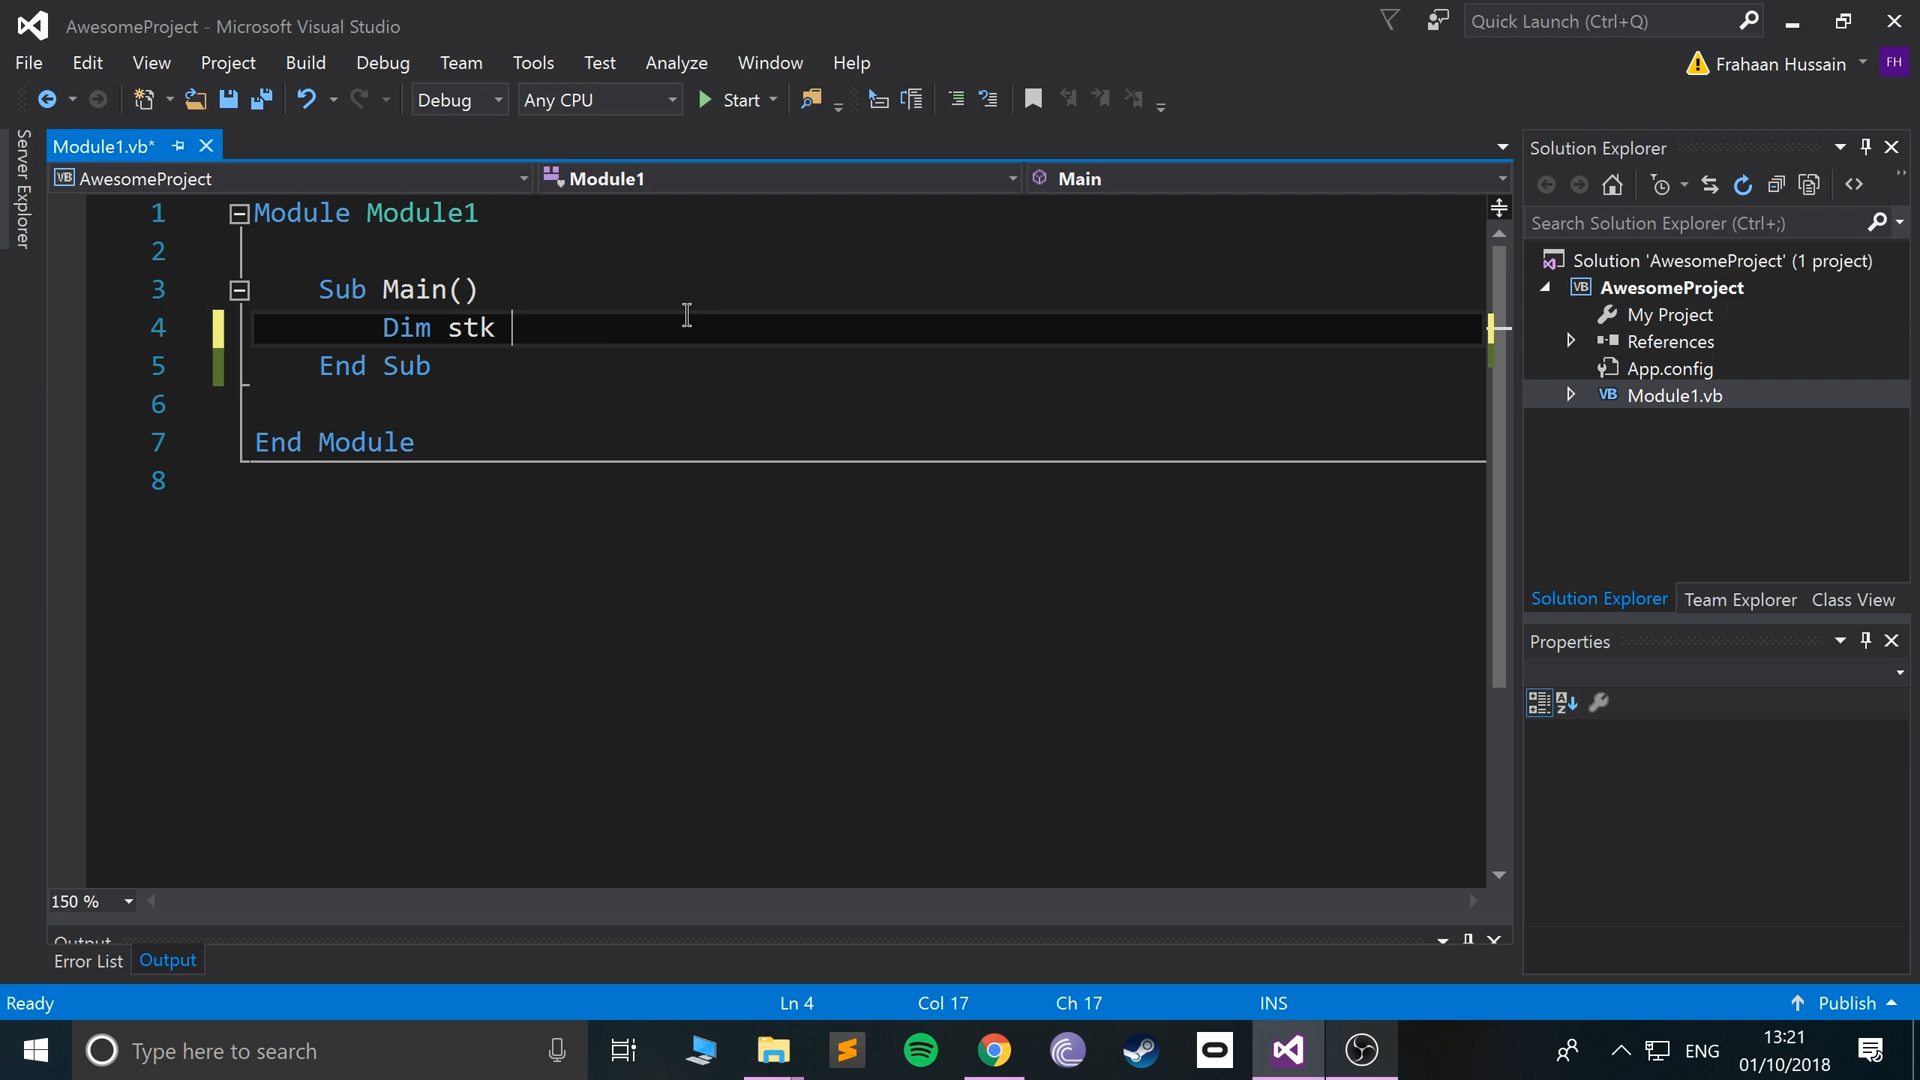 AwesomeProject - Microsoft Visual Studio
Quick Launch (Ctrl+Q)
File Edit View Project Build Debug Team Tools Test Analyze Window Help
Frahaan Hussain
FH
Debug
Any CPU
Start
Server Explorer
Module1.vb*
AwesomeProject
Module1
Main
1 Module Module1
2
3 Sub Main()
4 Dim stk
5 End Sub
6
7 End Module
8
150 %
Output
Error List Output
Solution Explorer
Search Solution Explorer (Ctrl+;)
Solution 'AwesomeProject' (1 project)
VB AwesomeProject
My Project
References
App.config
VB Module1.vb
Solution Explorer Team Explorer Class View
Properties
Ready
Ln 4
Col 17
Ch 17
INS
Publish
Type here to search
ENG
13:21
01/10/2018